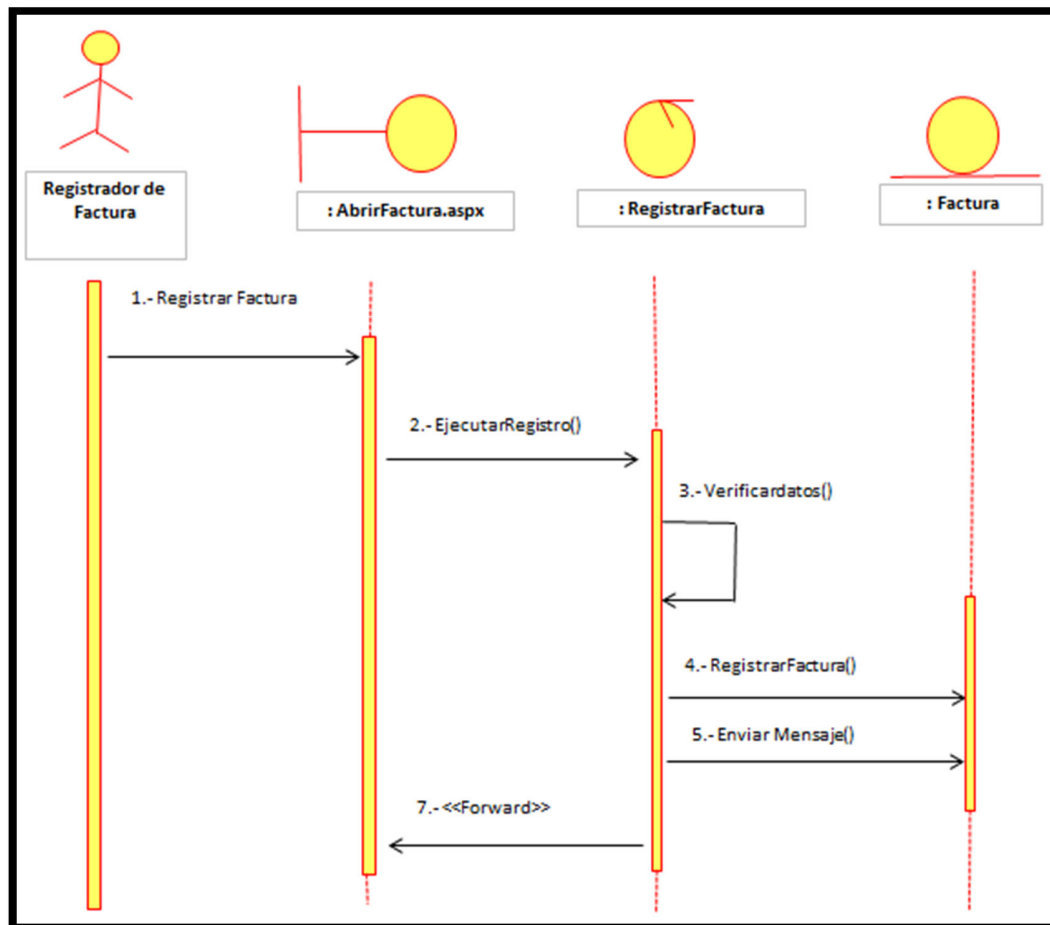 Registrador de
Factura
: AbrirFactura.aspx
: RegistrarFactura
: Factura
1.- Registrar Factura
2.- EjecutarRegistro()
3.- Verificardatos()
4.- RegistrarFactura()
5.- Enviar Mensaje()
7.- <<Forward>>